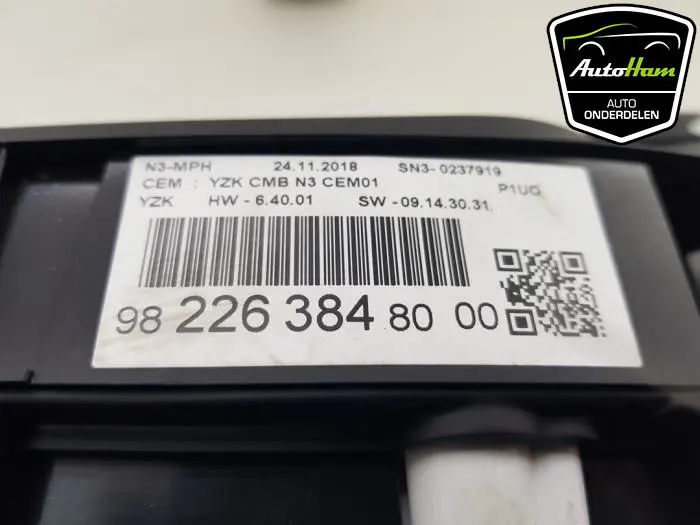 AutoHam
AUTO
ONDERDELEN
N3-MPH 24.11.2018 SN3-0237919
CEM : YZK CMB N3 CEM01 P1UG
YZK HW - 6.40.01 SW - 09.14.30.31
98 226 384 80 00